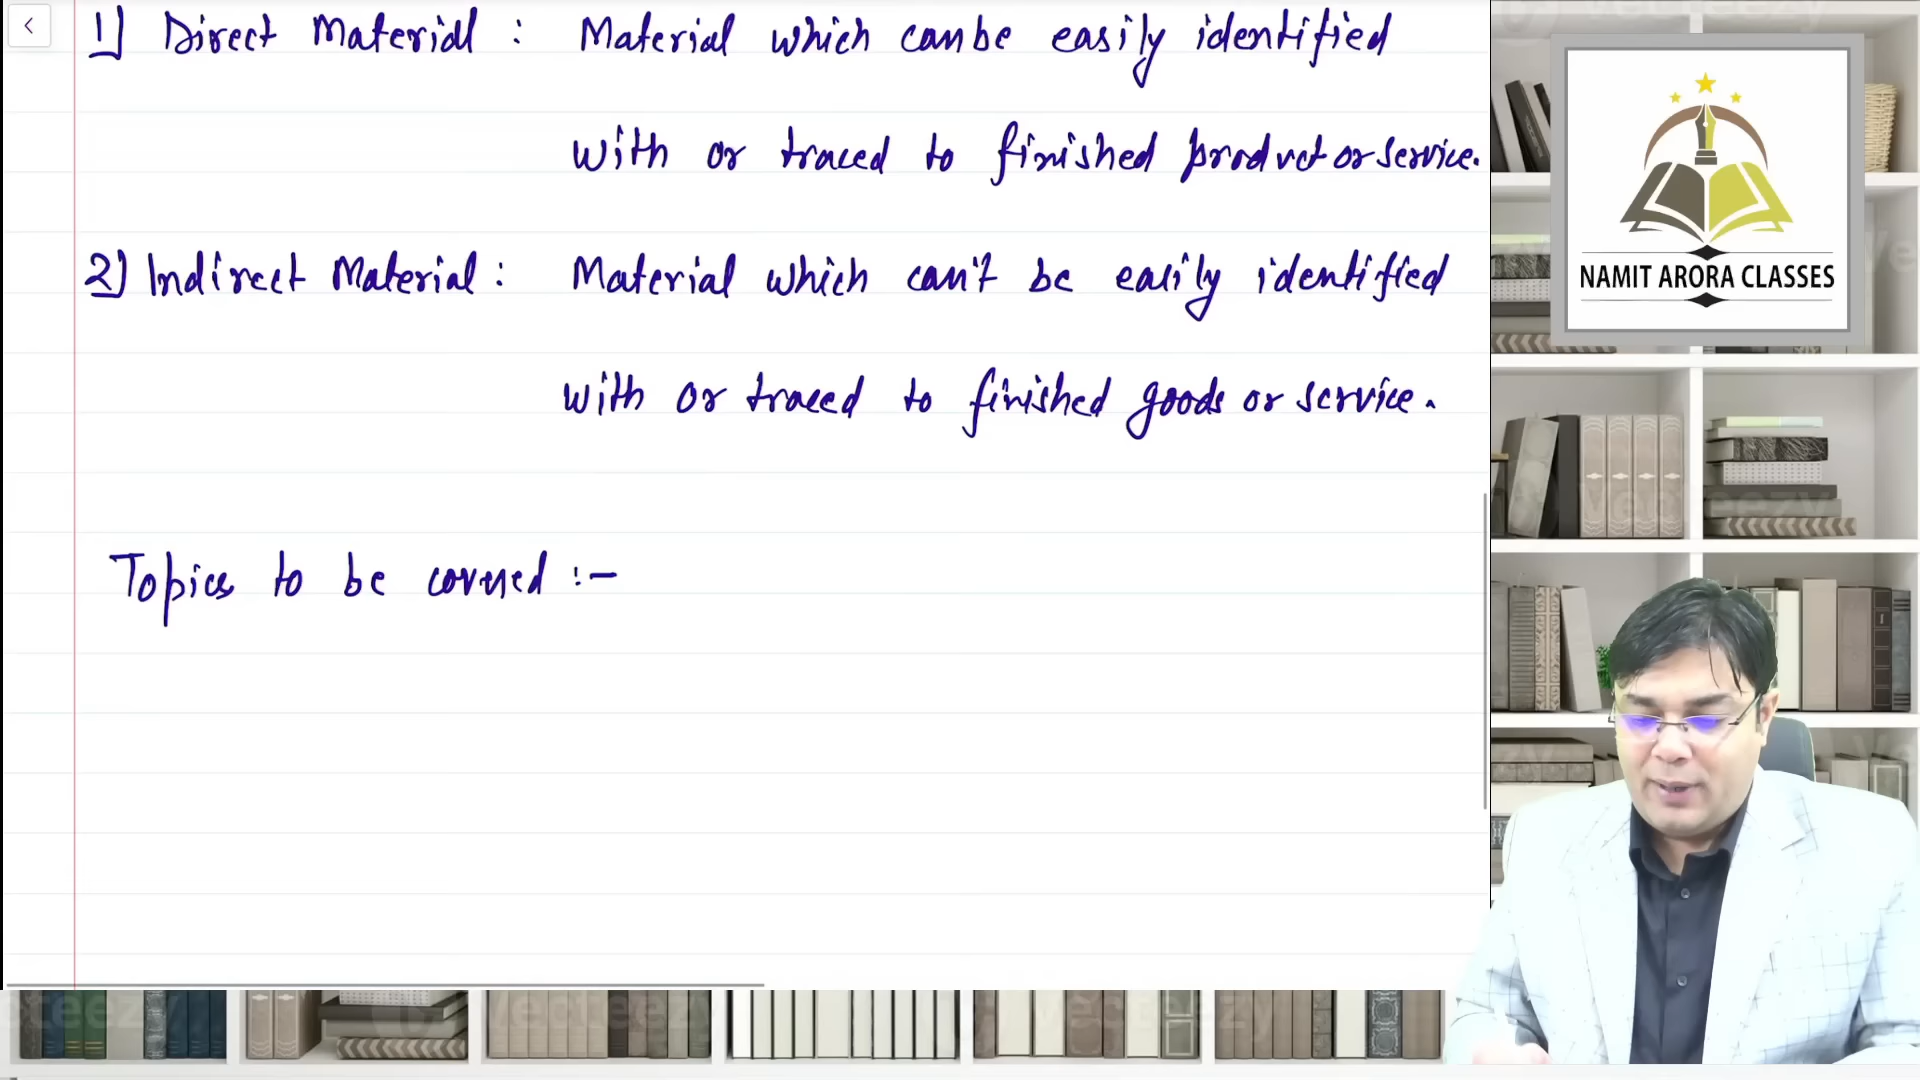 1) Direct Material : Material which can be easily identified
with or traced to finished product or service.
2) Indirect Material : Material which can't be easily identified
with or traced to finished goods or service.
Topics to be covered :-
NAMIT ARORA CLASSES